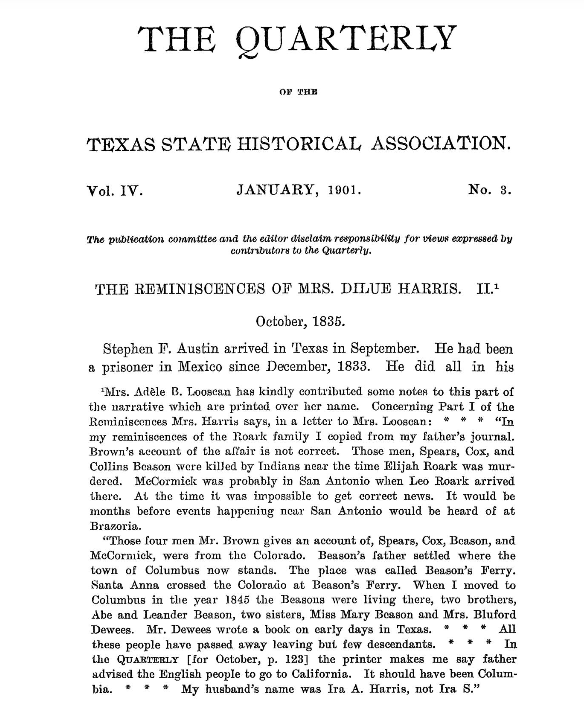 THE QUARTERLY
OF THE
TEXAS STATE HISTORICAL ASSOCIATION.
Vol. IV. JANUARY, 1901. No. 3.
The publication committee and the editor disclaim responsibility for views expressed by
contributors to the Quarterly.
THE REMINISCENCES OF MRS. DILUE HARRIS. II.¹
October, 1835.
Stephen F. Austin arrived in Texas in September. He had been
a prisoner in Mexico since December, 1833. He did all in his
¹Mrs. Adèle B. Looscan has kindly contributed some notes to this part of
the narrative which are printed over her name. Concerning Part I of the
Reminiscences Mrs. Harris says, in a letter to Mrs. Looscan: * * * "In
my reminiscences of the Roark family I copied from my father's journal.
Brown's account of the affair is not correct. Those men, Spears, Cox, and
Collins Beason were killed by Indians near the time Elijah Roark was mur-
dered. McCormick was probably in San Antonio when Leo Roark arrived
there. At the time it was impossible to get correct news. It would be
months before events happening near San Antonio would be heard of at
Brazoria.
"Those four men Mr. Brown gives an account of, Spears, Cox, Beason, and
McCormick, were from the Colorado. Beason's father settled where the
town of Columbus now stands. The place was called Beason's Ferry.
Santa Anna crossed the Colorado at Beason's Ferry. When I moved to
Columbus in the year 1845 the Beasons were living there, two brothers,
Abe and Leander Beason, two sisters, Miss Mary Beason and Mrs. Bluford
Dewees. Mr. Dewees wrote a book on early days in Texas. * * * All
these people have passed away leaving but few descendants. * * * In
the QUARTERLY [for October, p. 123] the printer makes me say father
advised the English people to go to California. It should have been Colum-
bia. * * * My husband's name was Ira A. Harris, not Ira S."